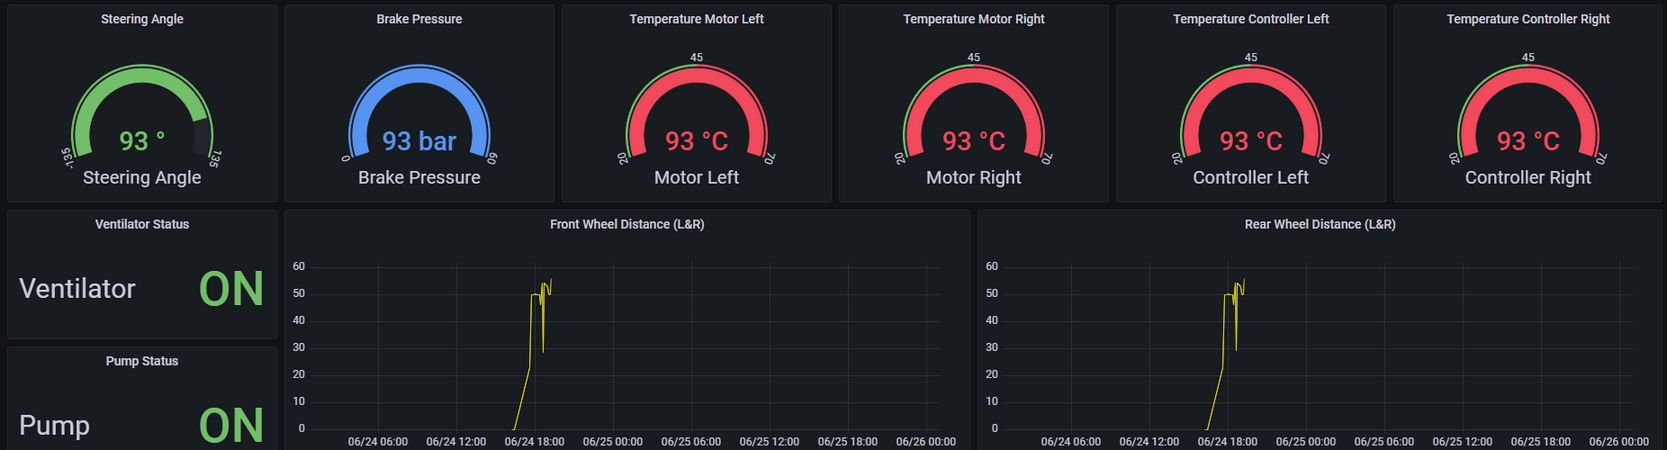 Steering Angle
Brake Pressure
Temperature Motor Left
Temperature Motor Right
Temperature Controller Left
Temperature Controller Right
-135
93 °
135
Steering Angle
0
93 bar
60
Brake Pressure
20
45
93 °C
70
Motor Left
20
45
93 °C
70
Motor Right
20
45
93 °C
70
Controller Left
20
45
93 °C
70
Controller Right
Ventilator Status
Ventilator ON
Pump Status
Pump ON
Front Wheel Distance (L&R)
60
50
40
30
20
10
0
06/24 06:00 06/24 12:00 06/24 18:00 06/25 00:00 06/25 06:00 06/25 12:00 06/25 18:00 06/26 00:00
Rear Wheel Distance (L&R)
60
50
40
30
20
10
0
06/24 06:00 06/24 12:00 06/24 18:00 06/25 00:00 06/25 06:00 06/25 12:00 06/25 18:00 06/26 00:00